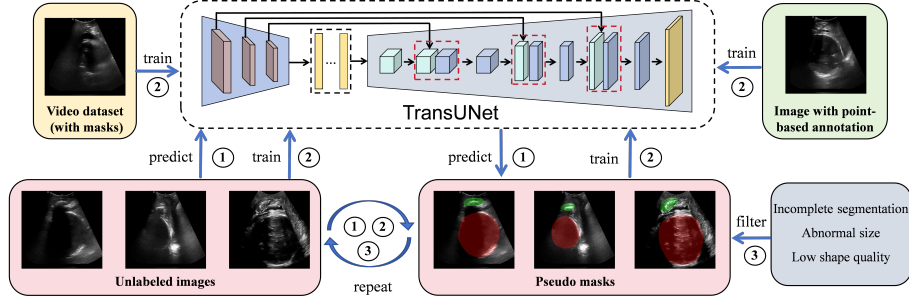 train
②
Video dataset
(with masks)
...
TransUNet
train
②
Image with point-
based annotation
predict ①
train ②
predict ①
train ②
Unlabeled images
① ②
③
repeat
Pseudo masks
filter
③
Incomplete segmentation
Abnormal size
Low shape quality